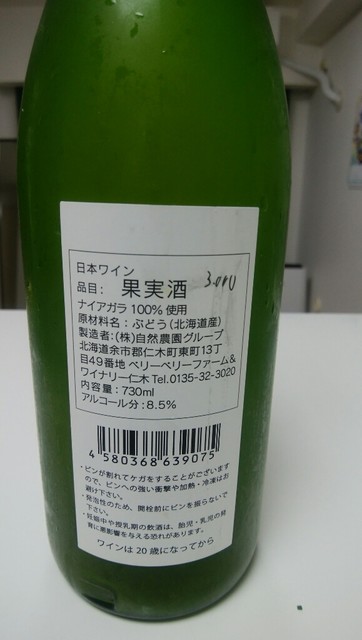 日本ワイン
品目: 果実酒
ナイアガラ 100% 使用
原材料名:ぶどう(北海道産)
製造者:(株)自然農園グループ
北海道余市郡仁木町東町13丁
目49番地 ベリーベリーファーム&
ワイナリー仁木 Tel.0135-32-3020
内容量:730ml
アルコール分:8.5%
4580368639075
・ビンが割れてケガをすることがございます
ので、ビンへの強い衝撃や加熱・冷凍はお
避け下さい。
・発泡性のため、開栓前にビンを振らないで
下さい。
・妊娠中や授乳期の飲酒は、胎児・乳児の発
育に悪影響を与える恐れがあります。
ワインは20歳になってから